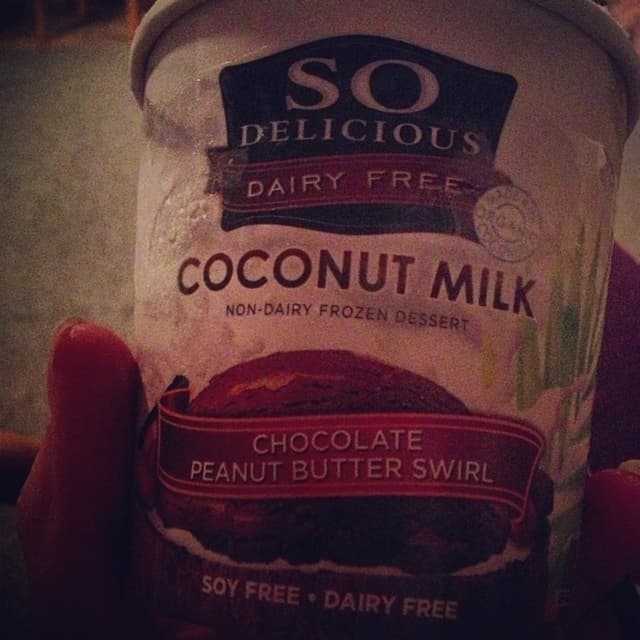 SO
DELICIOUS
DAIRY FREE
COCONUT MILK
NON-DAIRY FROZEN DESSERT
CHOCOLATE
PEANUT BUTTER SWIRL
SOY FREE • DAIRY FREE